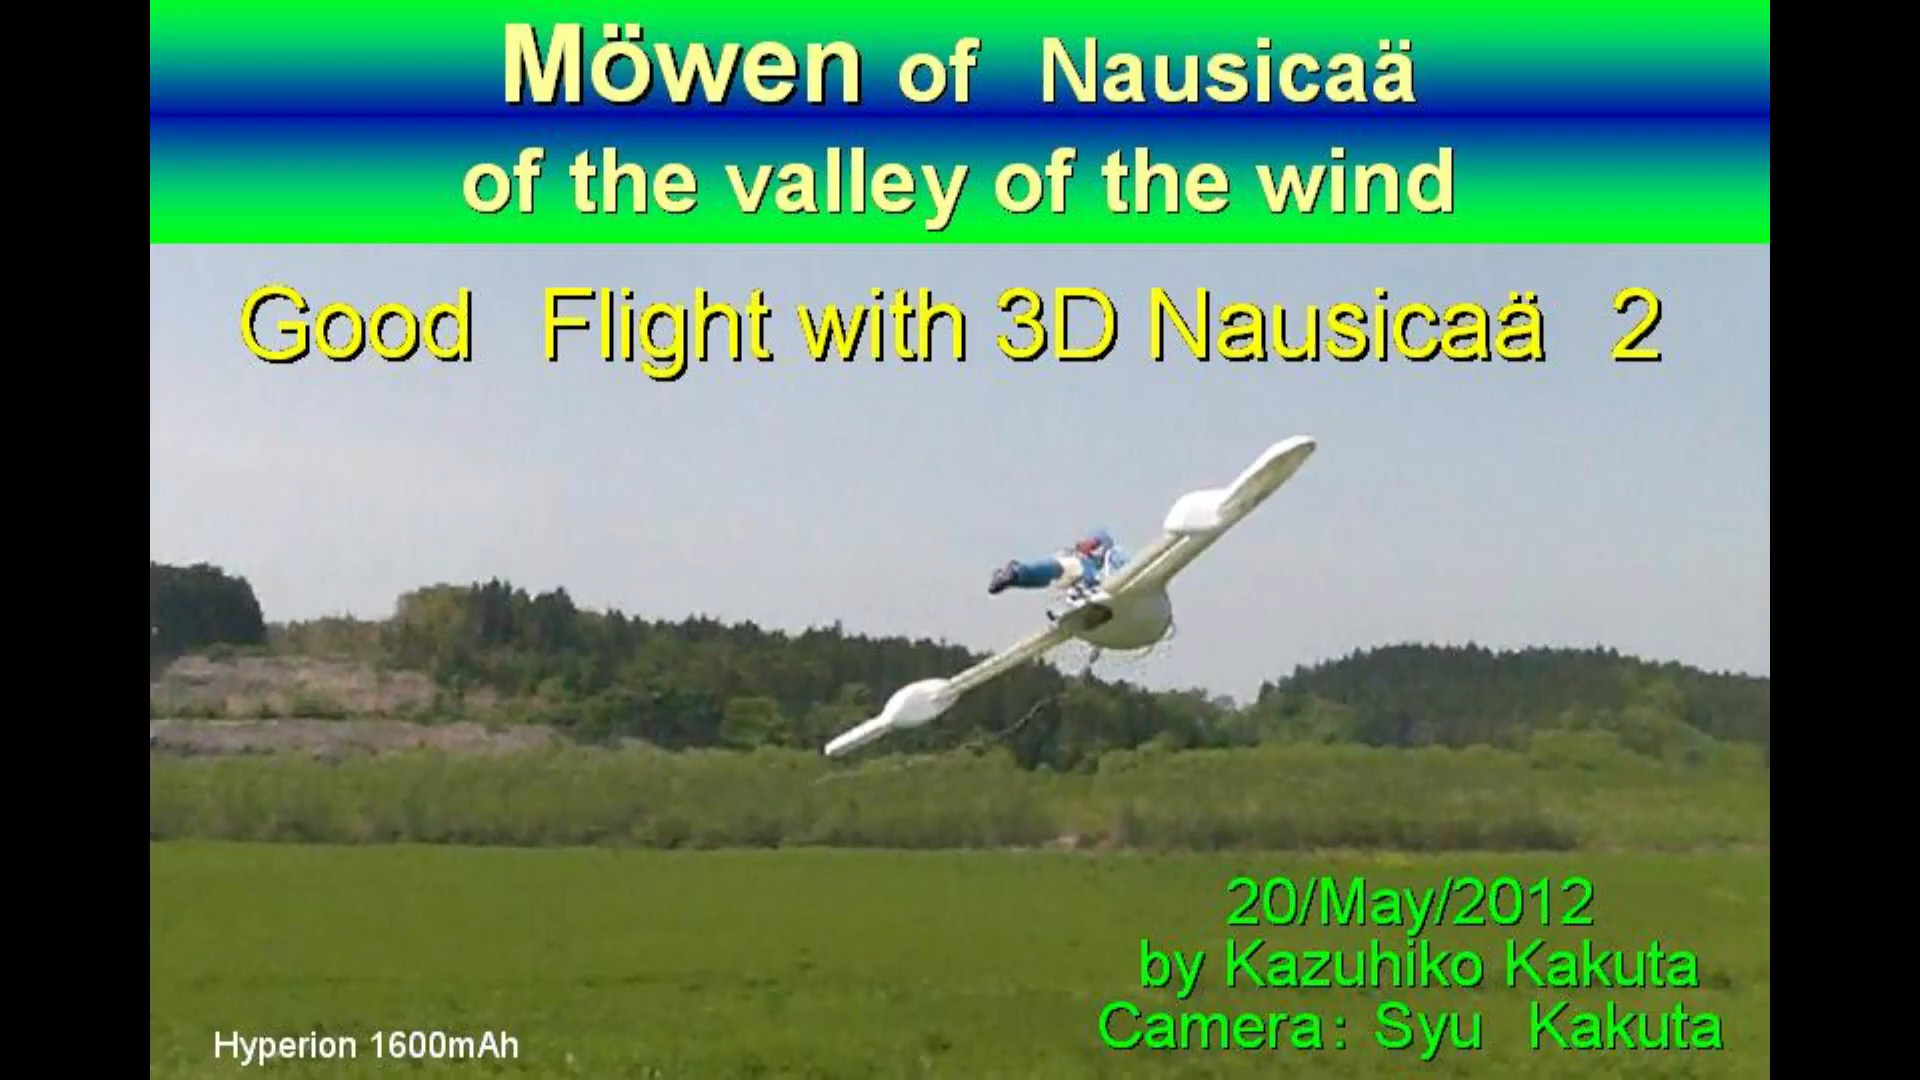 Möwen of Nausicaä
of the valley of the wind
Good Flight with 3D Nausicaä 2
20/May/2012
by Kazuhiko Kakuta
Camera: Syu Kakuta
Hyperion 1600mAh